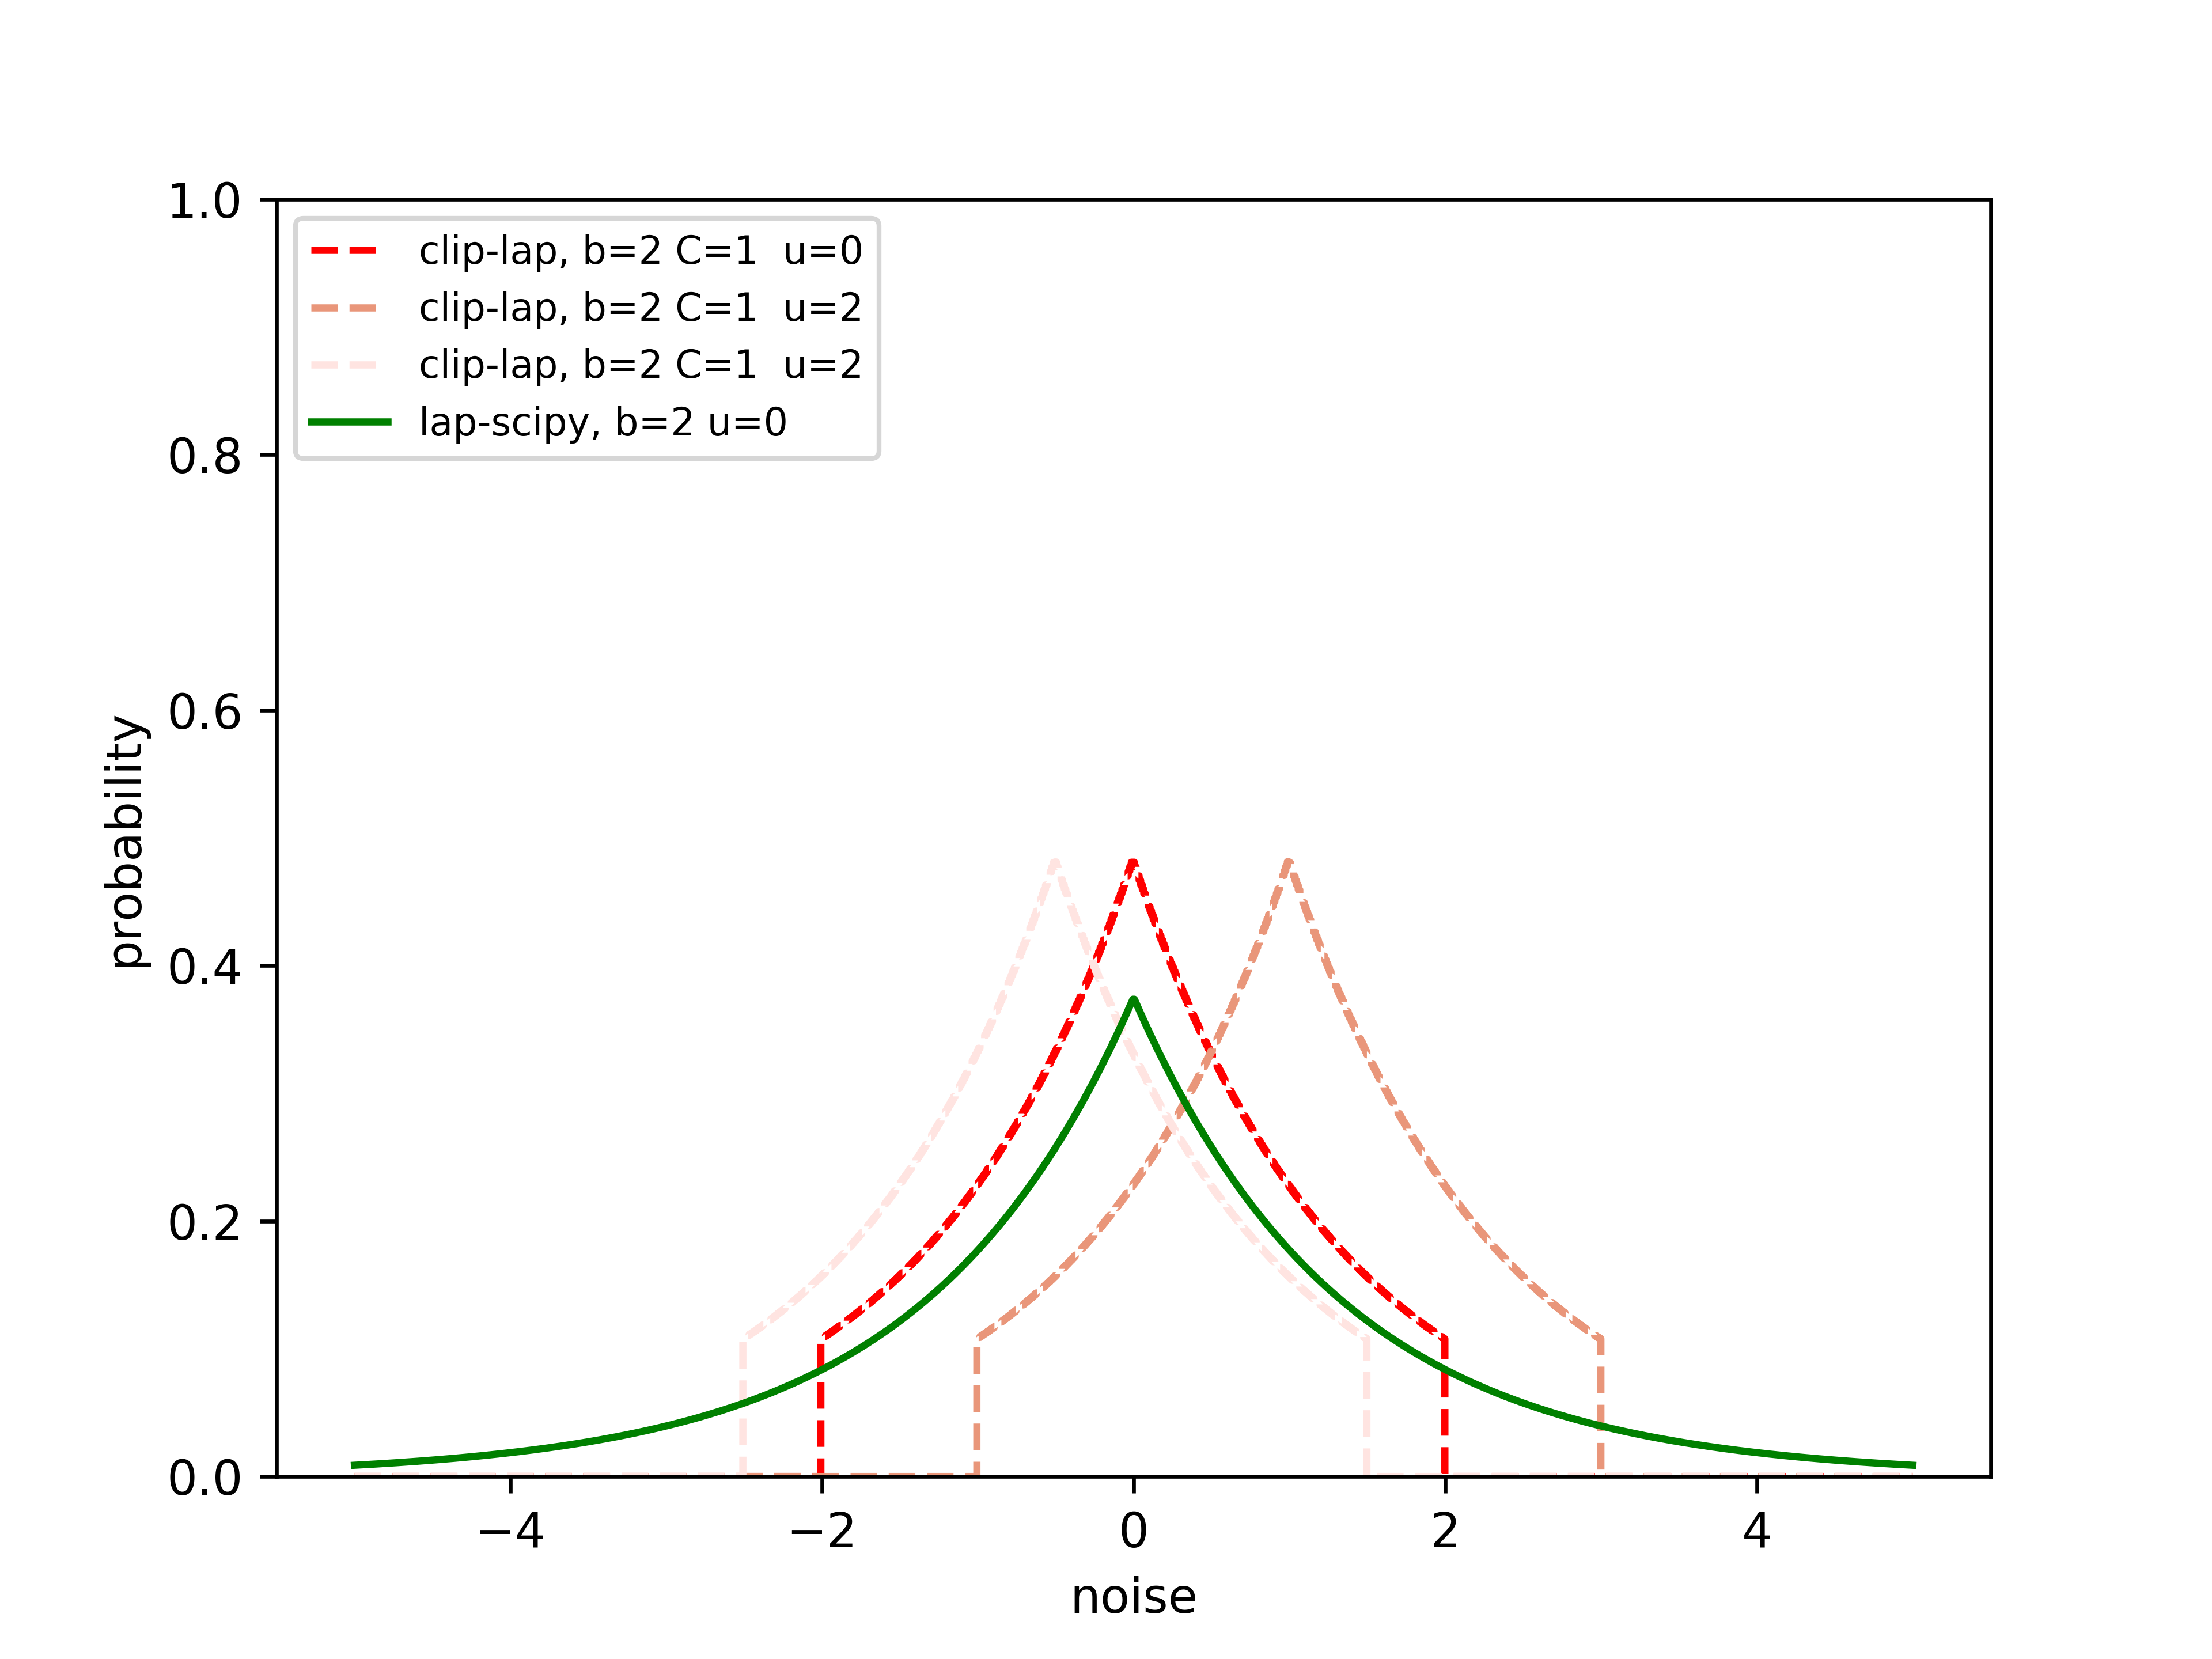 clip-lap, b=2 C=1  u=0
clip-lap, b=2 C=1  u=2
clip-lap, b=2 C=1  u=2
lap-scipy, b=2 u=0
probability
1.0
0.8
0.6
0.4
0.2
0.0
−4 −2 0 2 4
noise